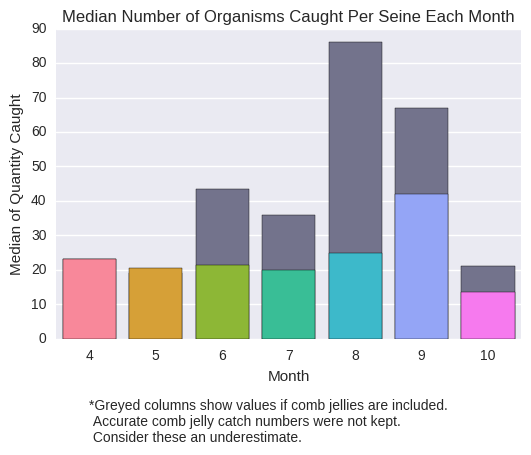 Median Number of Organisms Caught Per Seine Each Month
90
80
70
60
50
40
30
20
10
0
Median of Quantity Caught
4 5 6 7 8 9 10
Month
*Greyed columns show values if comb jellies are included.
Accurate comb jelly catch numbers were not kept.
Consider these an underestimate.